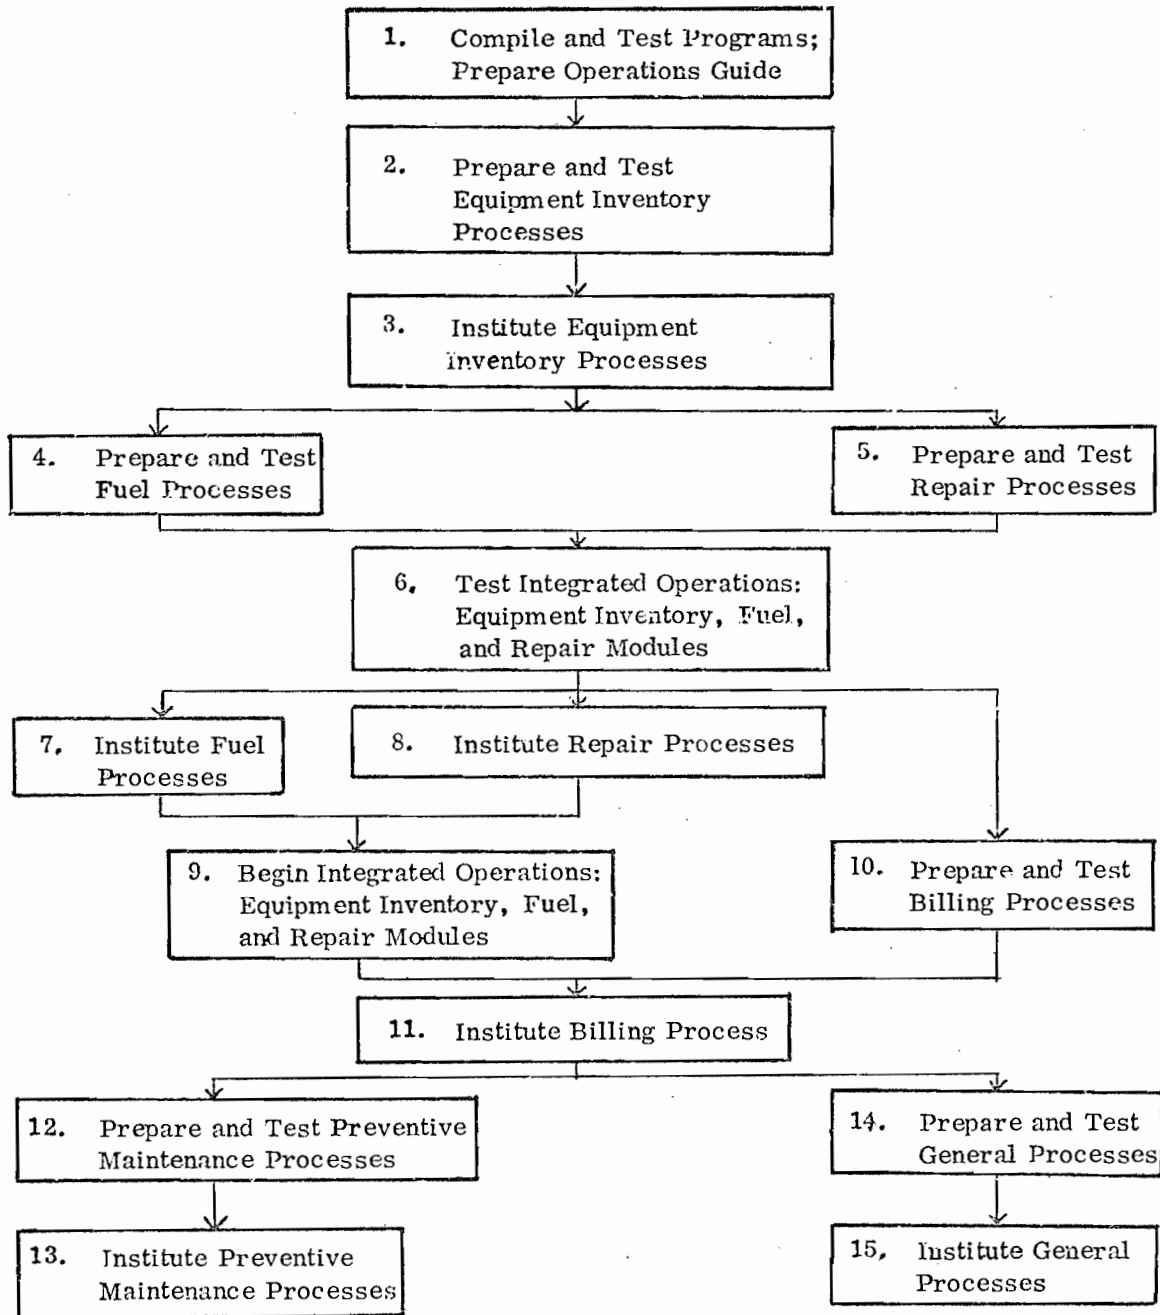 1. Compile and Test Programs;
Prepare Operations Guide
2. Prepare and Test
Equipment Inventory
Processes
3. Institute Equipment
Inventory Processes
4. Prepare and Test
Fuel Processes
5. Prepare and Test
Repair Processes
6. Test Integrated Operations:
Equipment Inventory, Fuel,
and Repair Modules
7. Institute Fuel
Processes
8. Institute Repair Processes
9. Begin Integrated Operations:
Equipment Inventory, Fuel,
and Repair Modules
10. Prepare and Test
Billing Processes
11. Institute Billing Process
12. Prepare and Test Preventive
Maintenance Processes
14. Prepare and Test
General Processes
13. Institute Preventive
Maintenance Processes
15. Institute General
Processes